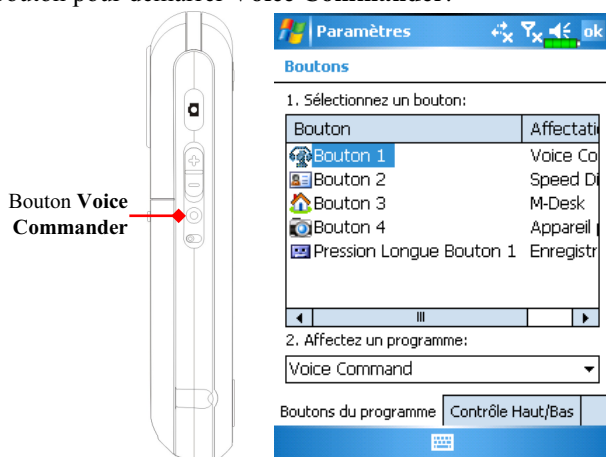 Bouton pour démarrer Voice Commander.
Bouton Voice
Commander
Paramètres
ok
Boutons
1. Sélectionnez un bouton:
Bouton Affectati
Bouton 1 Voice Co
Bouton 2 Speed Di
Bouton 3 M-Desk
Bouton 4 Appareil
Pression Longue Bouton 1 Enregistr
2. Affectez un programme:
Voice Command
Boutons du programme Contrôle Haut/Bas